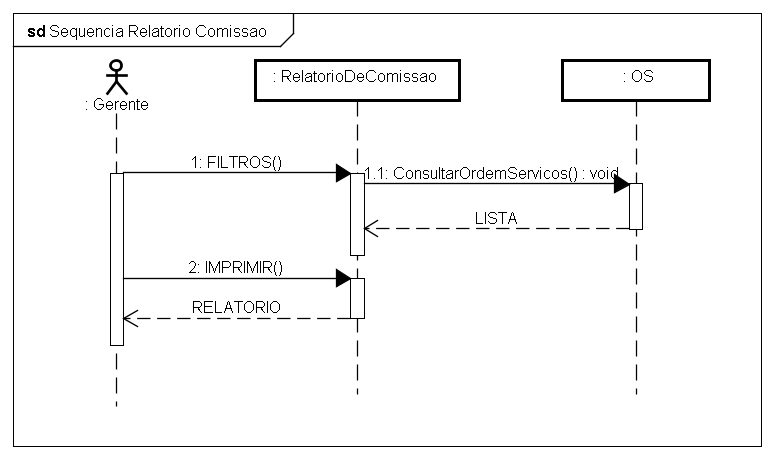 sd Sequencia Relatorio Comissao
: Gerente
: RelatorioDeComissao
: OS
1: FILTROS()
1.1: ConsultarOrdemServicos() : void
LISTA
2: IMPRIMIR()
RELATORIO